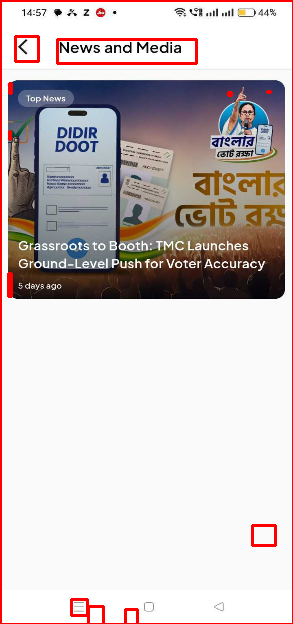 14:57
Z
44%
News and Media
Top News
DIDIR
DOOT
বাংলার
ভোট রক্ষা
বাংলার
ভোট রক্ষ
Grassroots to Booth: TMC Launches
Ground-Level Push for Voter Accuracy
5 days ago